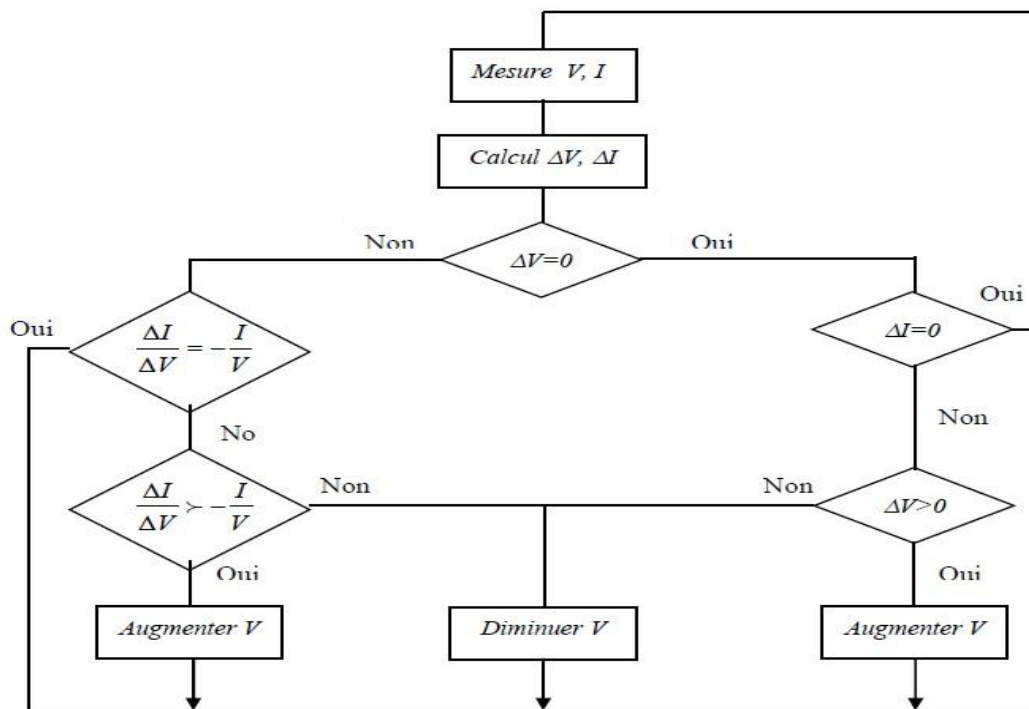 Mesure V, I
Calcul ΔV, ΔI
Non
Oui
ΔV=0
Oui
Oui
ΔI/ΔV = -I/V
ΔI=0
No
Non
ΔI/ΔV ≻ -I/V
Non
Non
ΔV>0
Oui
Oui
Augmenter V
Diminuer V
Augmenter V